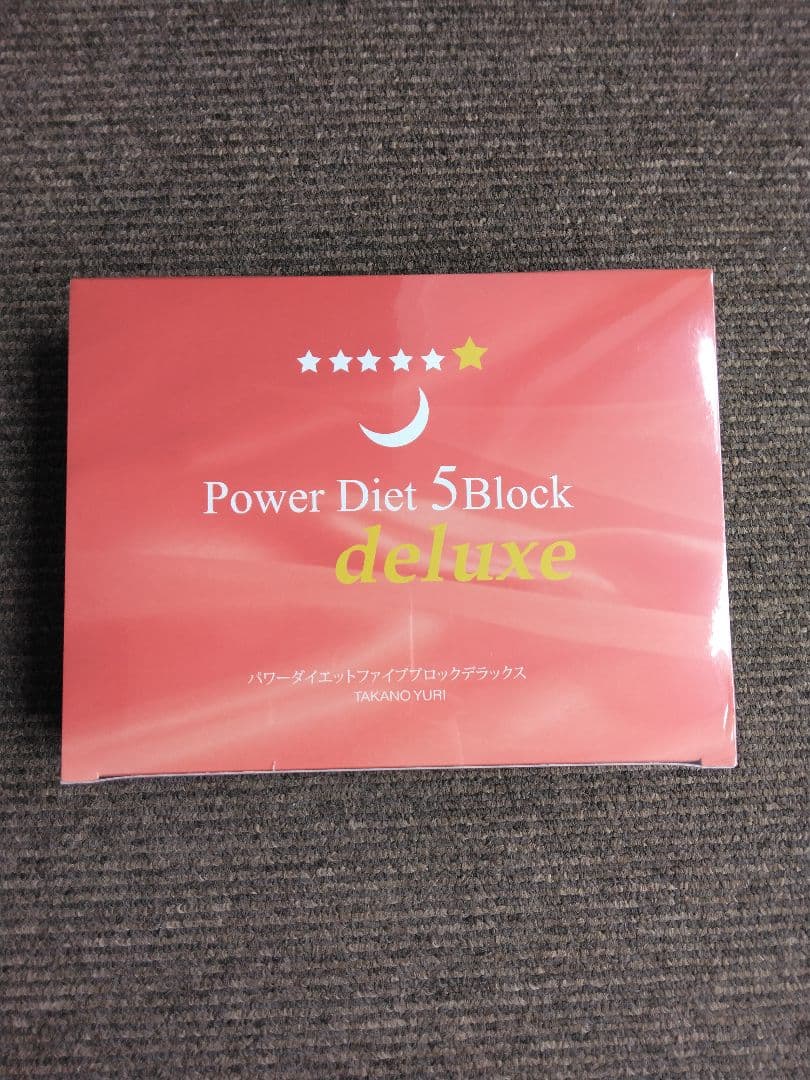 Power Diet 5Block
deluxe
パワーダイエットファイブブロックデラックス
TAKANO YURI